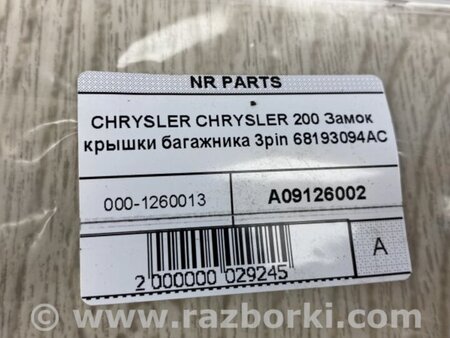 NR PARTS
CHRYSLER CHRYSLER 200 Замок
крышки багажника 3pin 68193094AC
000-1260013
A09126002
2 000000 029245
A
© www.razborki.com